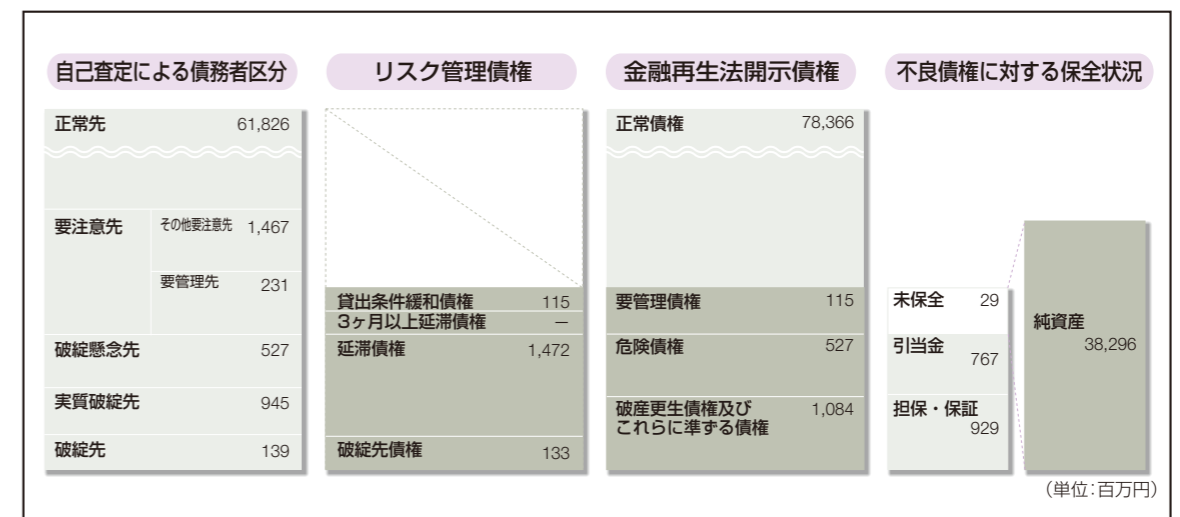 自己査定による債務者区分
リスク管理債権
金融再生法開示債権
不良債権に対する保全状況
正常先 61,826
要注意先
その他要注意先 1,467
要管理先 231
破綻懸念先 527
実質破綻先 945
破綻先 139
貸出条件緩和債権 115
3ヶ月以上延滞債権 −
延滞債権 1,472
破綻先債権 133
正常債権 78,366
要管理債権 115
危険債権 527
破産更生債権及び 1,084
これらに準ずる債権
未保全 29
引当金
767
担保・保証
929
純資産
38,296
（単位:百万円）